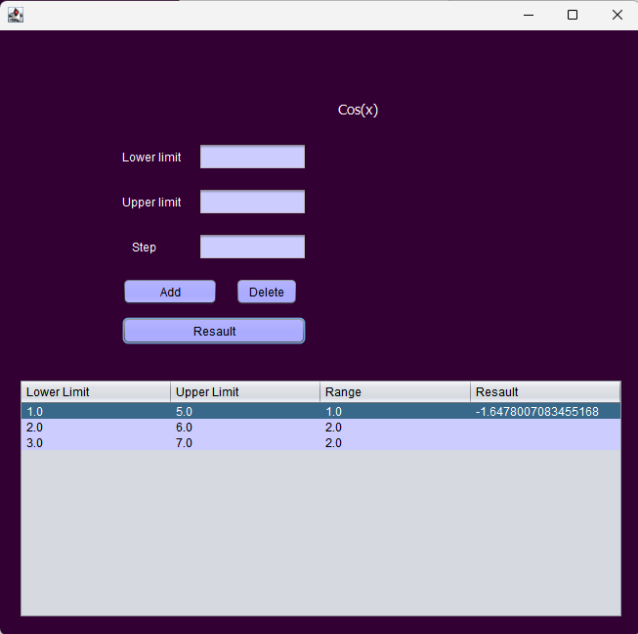 Cos(x)
Lower limit
Upper limit
Step
Add Delete
Resault
Lower Limit Upper Limit Range Resault
1.0 5.0 1.0 -1.6478007083455168
2.0 6.0 2.0
3.0 7.0 2.0